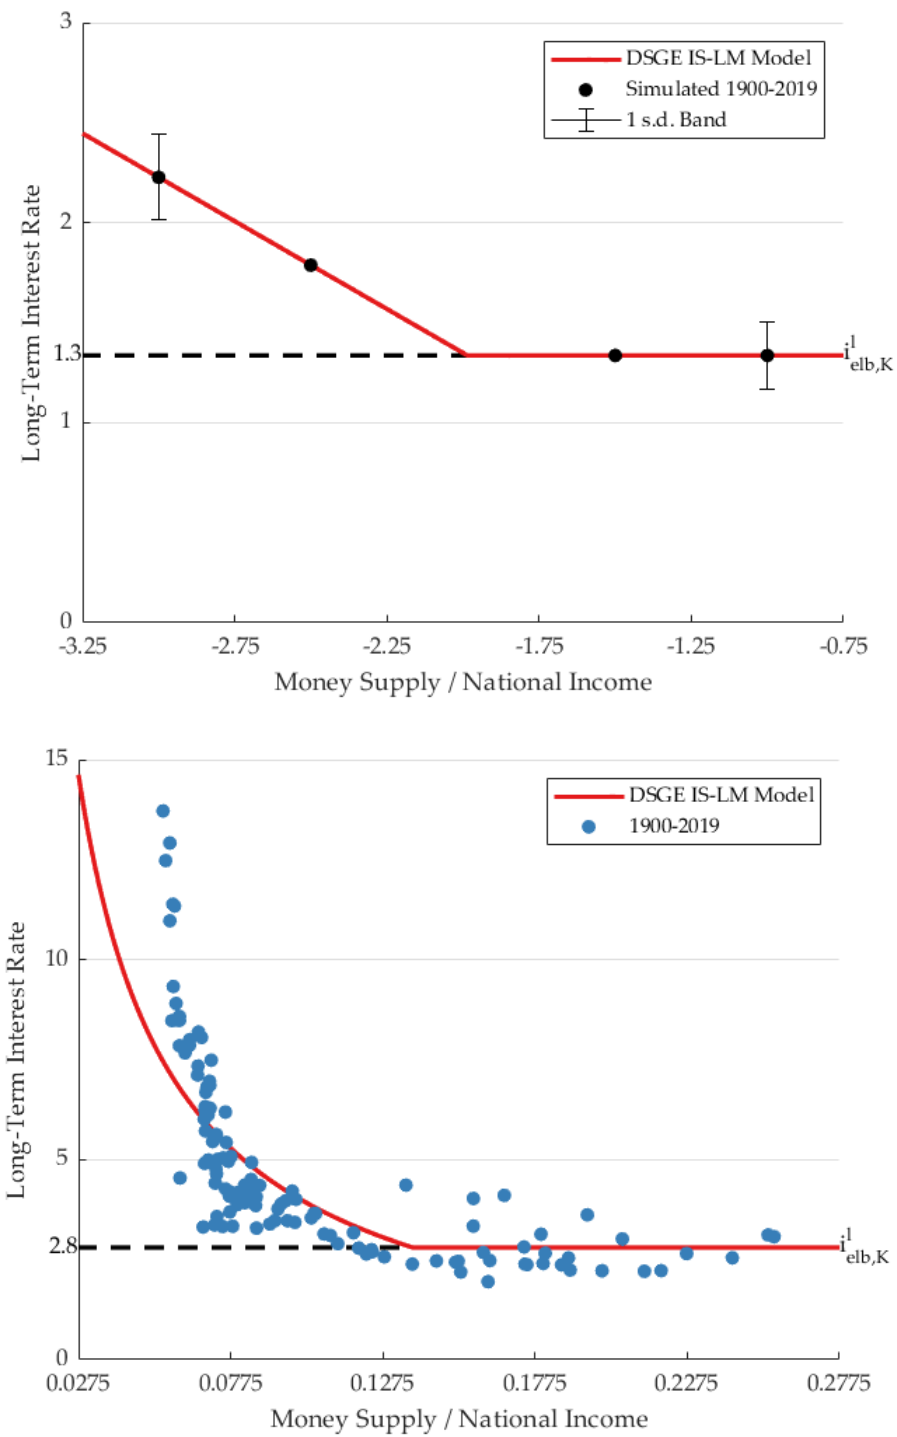 3
DSGE IS-LM Model
Simulated 1900-2019
1 s.d. Band
Long-Term Interest Rate
2
1.3
i^l_elb,K
1
0
-3.25 -2.75 -2.25 -1.75 -1.25 -0.75
Money Supply / National Income
15
DSGE IS-LM Model
1900-2019
Long-Term Interest Rate
10
5
2.8
i^l_elb,K
0
0.0275 0.0775 0.1275 0.1775 0.2275 0.2775
Money Supply / National Income